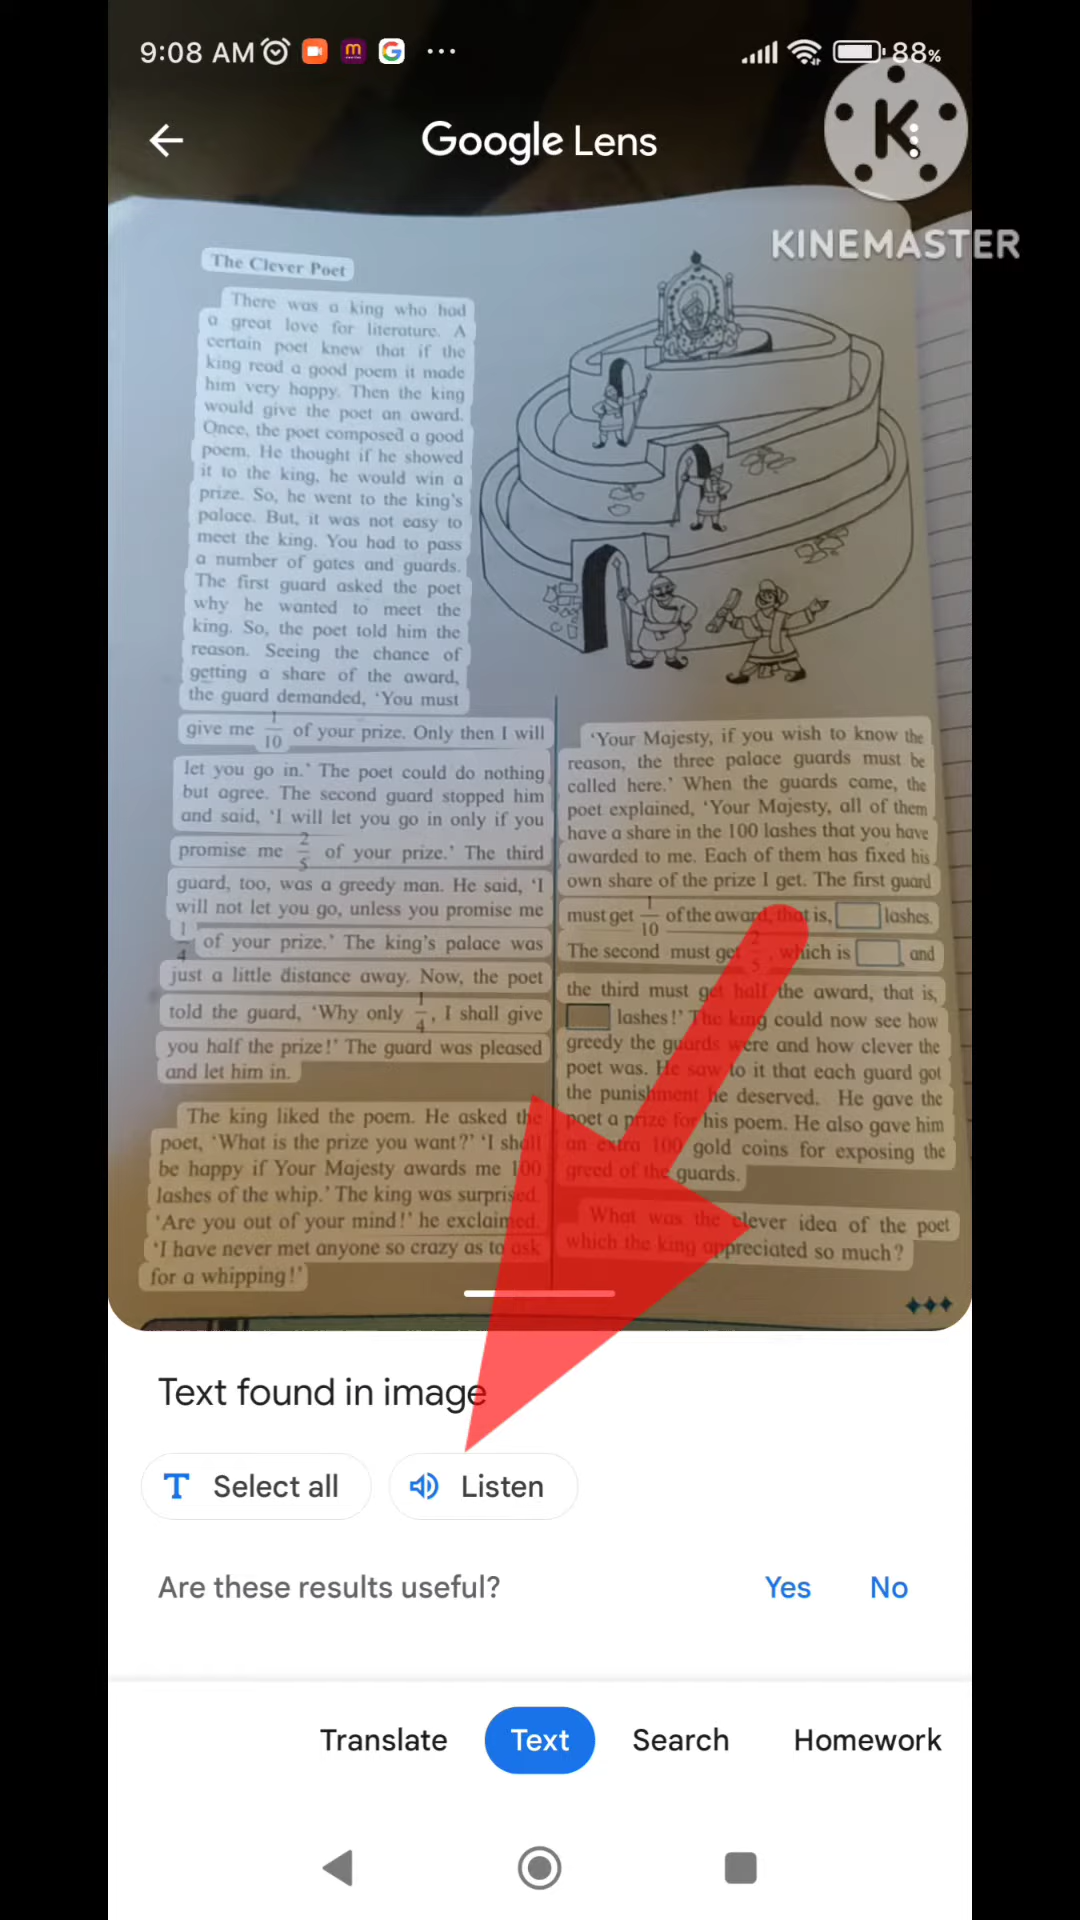 9:08 AM
88%
Google Lens
K
KINEMASTER
The Clever Poet
There was a king who had
a great love for literature. A
certain poet knew that if the
king read a good poem it made
him very happy. Then the king
would give the poet an award.
Once, the poet composed a good
poem. He thought if he showed
it to the king, he would win a
prize. So, he went to the king's
palace. But, it was not easy to
meet the king. You had to pass
a number of gates and guards.
The first guard asked the poet
why he wanted to meet the
king. So, the poet told him the
reason. Seeing the chance of
getting a share of the award,
the guard demanded, ‘You must
give me 1/10 of your prize. Only then I will
let you go in.’ The poet could do nothing
but agree. The second guard stopped him
and said, ‘I will let you go in only if you
promise me 2/5 of your prize.’ The third
guard, too, was a greedy man. He said, ‘I
will not let you go, unless you promise me
1/4 of your prize.’ The king's palace was
just a little distance away. Now, the poet
told the guard, ‘Why only 1/4, I shall give
you half the prize!’ The guard was pleased
and let him in.
The king liked the poem. He asked the
poet, ‘What is the prize you want?’ ‘I shall
be happy if Your Majesty awards me 100
lashes of the whip.’ The king was surprised.
‘Are you out of your mind!’ he exclaimed.
‘I have never met anyone so crazy as to ask
for a whipping!’
‘Your Majesty, if you wish to know the
reason, the three palace guards must be
called here.’ When the guards came, the
poet explained, ‘Your Majesty, all of them
have a share in the 100 lashes that you have
awarded to me. Each of them has fixed his
own share of the prize I get. The first guard
must get 1/10 of the award, that is, lashes.
The second must get 2/5, which is , and
the third must get half the award, that is,
lashes!’ The king could now see how
greedy the guards were and how clever the
poet was. He saw to it that each guard got
the punishment he deserved. He gave the
poet a prize for his poem. He also gave him
an extra 100 gold coins for exposing the
greed of the guards.
What was the clever idea of the poet
which the king appreciated so much?
Text found in image
Select all
Listen
Are these results useful?
Yes
No
Translate
Text
Search
Homework